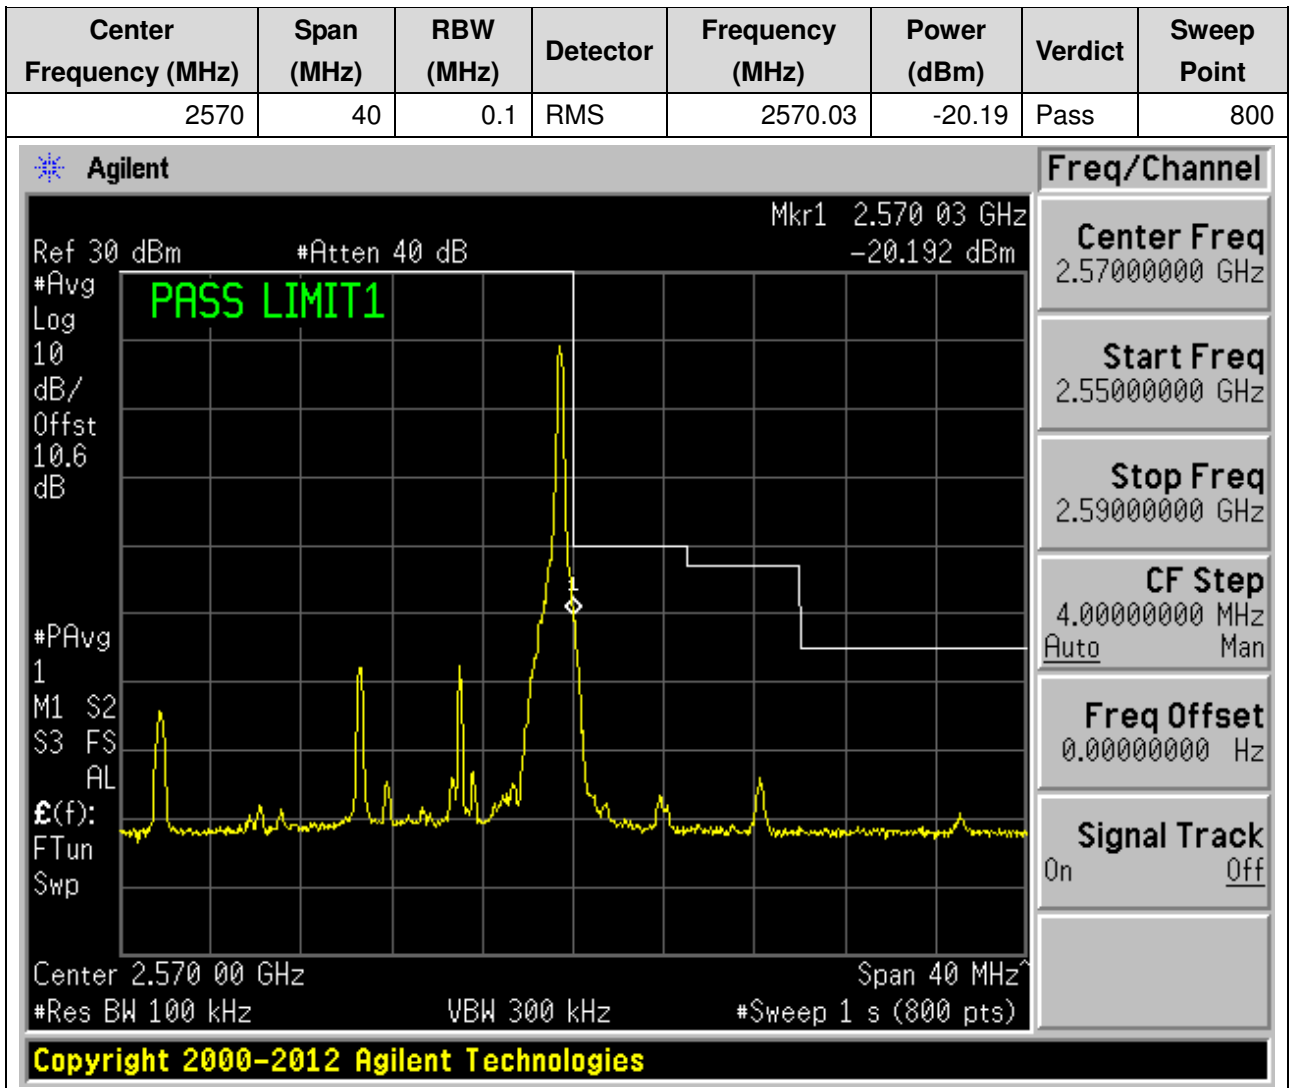 Center Frequency (MHz) Span (MHz) RBW (MHz) Detector Frequency (MHz) Power (dBm) Verdict Sweep Point
2570 40 0.1 RMS 2570.03 -20.19 Pass 800
Agilent
Freq/Channel
Mkr1 2.570 03 GHz
Ref 30 dBm #Atten 40 dB -20.192 dBm
#Avg
Log
10
dB/
Offst
10.6
dB
PASS LIMIT1
1
#PAvg
1
M1 S2
S3 FS
AL
£(f):
FTun
Swp
Center 2.570 00 GHz Span 40 MHz^
#Res BW 100 kHz VBW 300 kHz #Sweep 1 s (800 pts)
Center Freq
2.57000000 GHz
Start Freq
2.55000000 GHz
Stop Freq
2.59000000 GHz
CF Step
4.00000000 MHz
Auto Man
Freq Offset
0.00000000 Hz
Signal Track
On Off
Copyright 2000-2012 Agilent Technologies